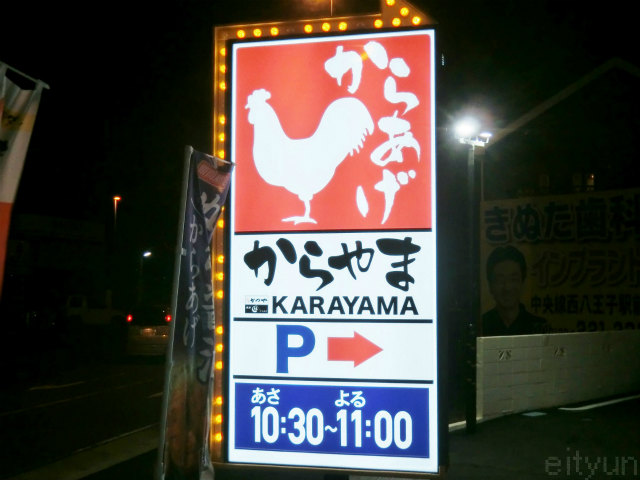 からあげ
からやま
KARAYAMA
P
あさ よる
10:30~11:00
きぬた歯科
インプラント
中央線西八王子駅
eityun